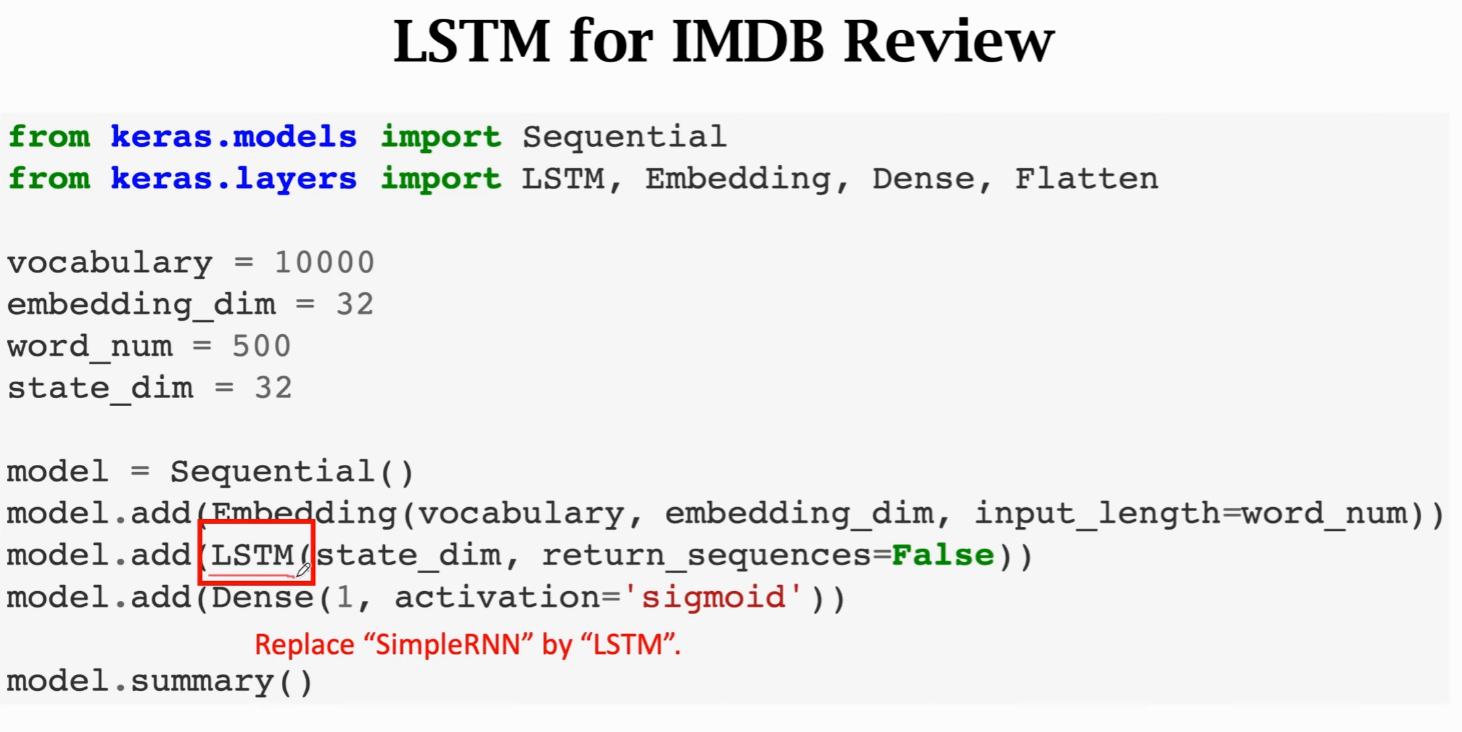 LSTM for IMDB Review
from keras.models import Sequential
from keras.layers import LSTM, Embedding, Dense, Flatten
vocabulary = 10000
embedding_dim = 32
word_num = 500
state_dim = 32
model = Sequential()
model.add(Embedding(vocabulary, embedding_dim, input_length=word_num))
model.add(LSTM(state_dim, return_sequences=False))
model.add(Dense(1, activation='sigmoid'))
Replace “SimpleRNN” by “LSTM”.
model.summary()